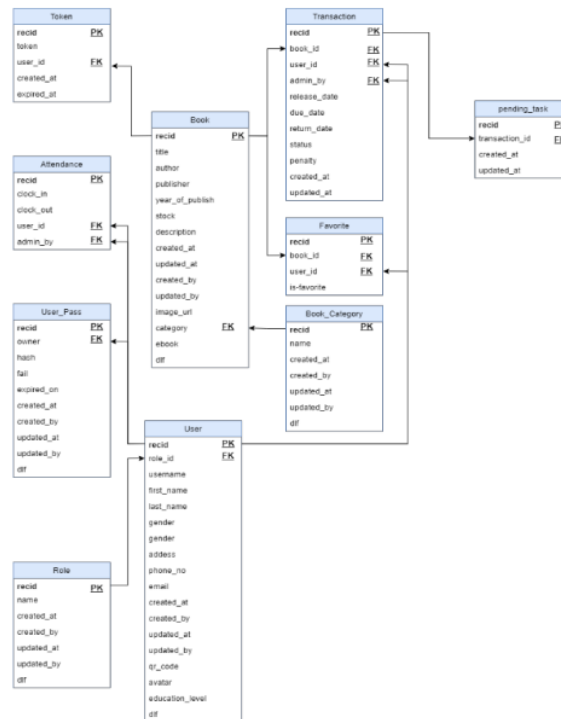 Token
recid PK
token
user_id FK
created_at
expired_at
Attendance
recid PK
clock_in
clock_out
user_id FK
admin_by FK
User_Pass
recid PK
owner FK
hash
fail
expired_on
created_at
created_by
updated_at
updated_by
dlf
Role
recid PK
name
created_at
created_by
updated_at
updated_by
dlf
Book
recid PK
title
author
publisher
year_of_publish
stock
description
created_at
updated_at
created_by
updated_by
image_url
category FK
ebook
dlf
User
recid PK
role_id FK
username
first_name
last_name
gender
gender
addess
phone_no
email
created_at
created_by
updated_at
updated_by
qr_code
avatar
education_level
dlf
Transaction
recid PK
book_id FK
user_id FK
admin_by FK
release_date
due_date
return_date
status
penalty
created_at
updated_at
Favorite
recid PK
book_id FK
user_id FK
is-favorite
Book_Category
recid PK
name
created_at
created_by
updated_at
updated_by
dlf
pending_task
recid
transaction_id
created_at
updated_at